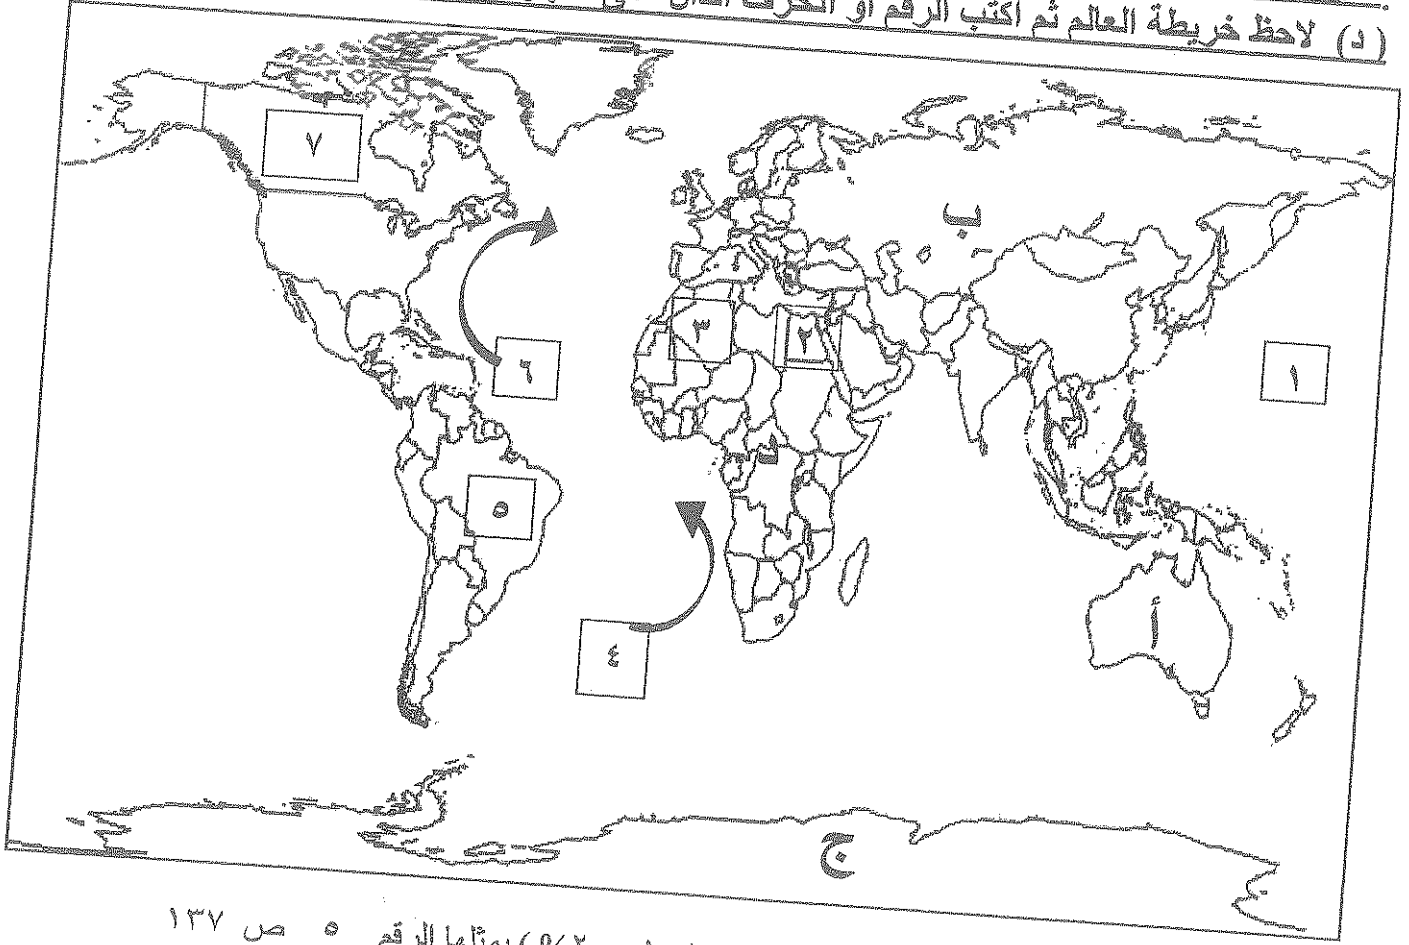 (د) لاحظ خريطة العالم ثم اكتب الرقم أو الحرف الدال
٧
ب
٣
٢
٦
١
د
٥
أ
٤
ج
يمثلها الرقم ٥ ص ١٣٧